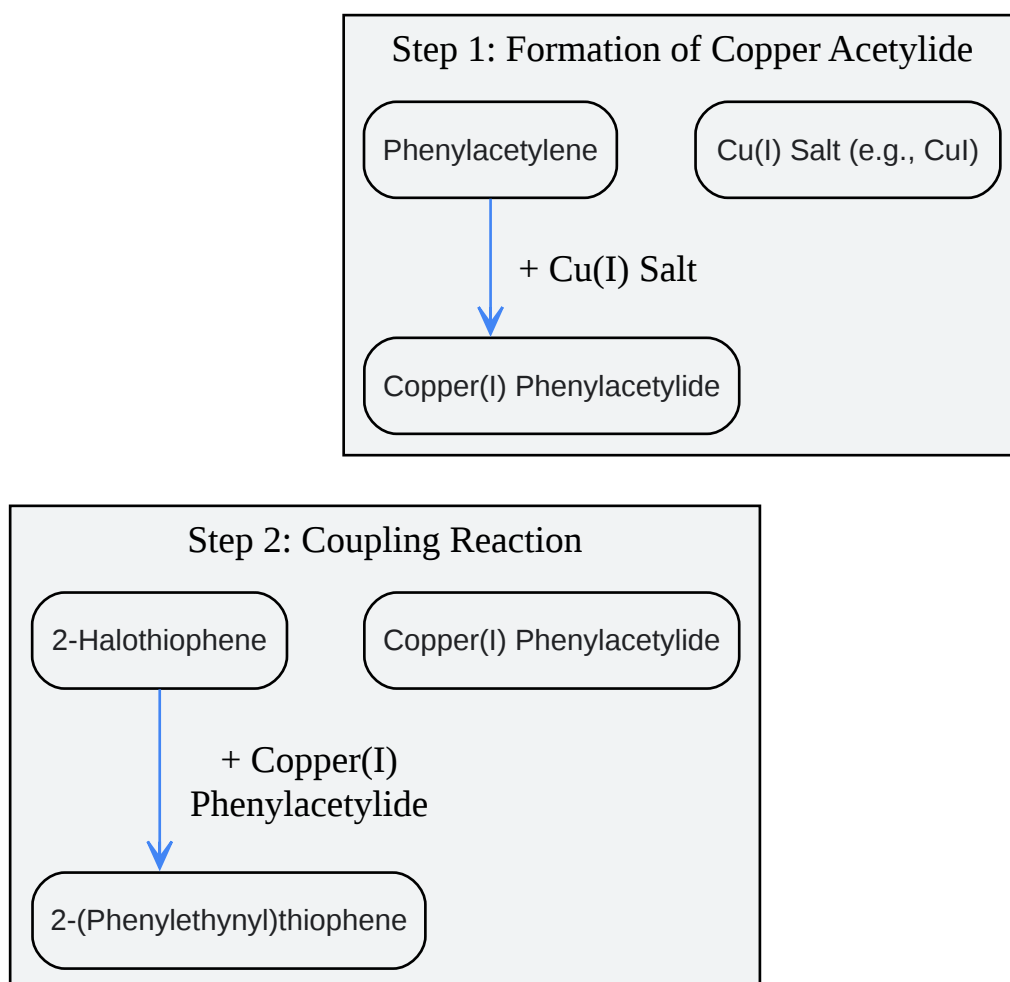 Step 1: Formation of Copper Acetylide
Phenylacetylene
Cu(I) Salt (e.g., CuI)
+ Cu(I) Salt
Copper(I) Phenylacetylide
Step 2: Coupling Reaction
2-Halothiophene
Copper(I) Phenylacetylide
+ Copper(I)
Phenylacetylide
2-(Phenylethynyl)thiophene